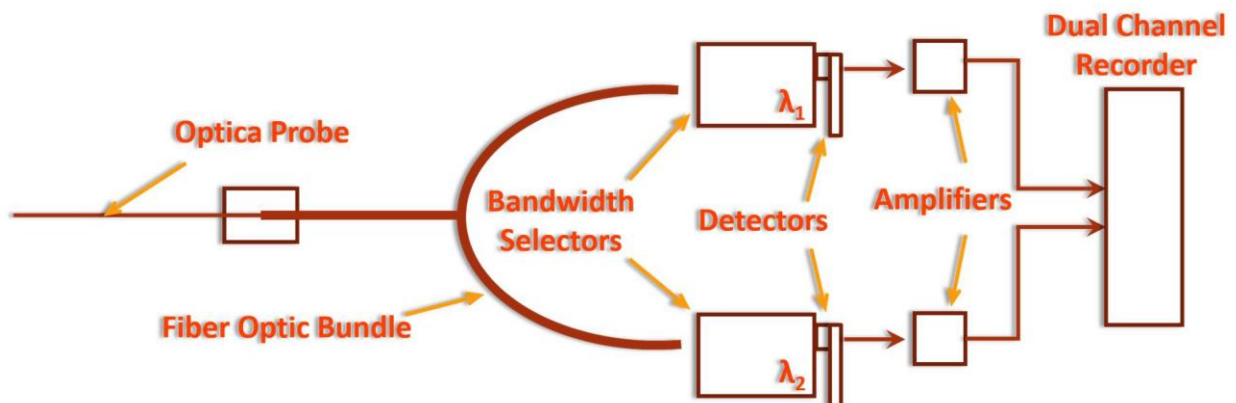 Dual Channel
Recorder
λ1
Optica Probe
Bandwidth
Selectors
Detectors
Amplifiers
Fiber Optic Bundle
λ2